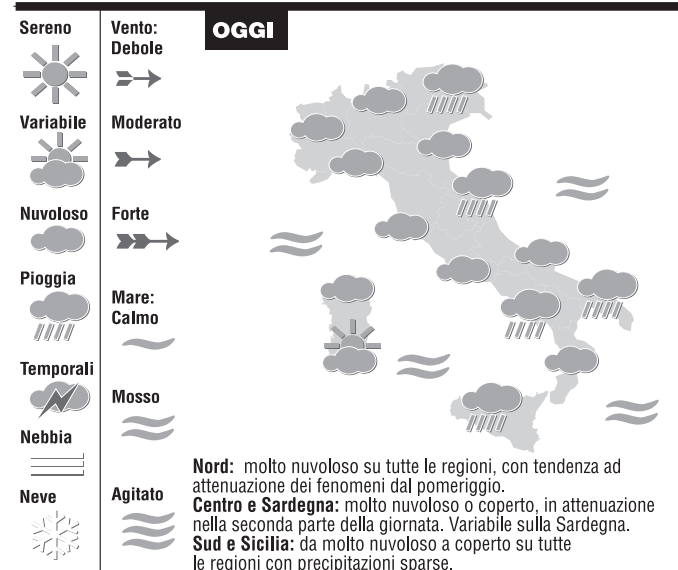 Sereno
Variabile
Nuvoloso
Pioggia
Temporali
Nebbia
Neve
Vento:
Debole
Moderato
Forte
Mare:
Calmo
Mosso
Agitato
OGGI
Nord: molto nuvoloso su tutte le regioni, con tendenza ad
attenuazione dei fenomeni dal pomeriggio.
Centro e Sardegna: molto nuvoloso o coperto, in attenuazione
nella seconda parte della giornata. Variabile sulla Sardegna.
Sud e Sicilia: da molto nuvoloso a coperto su tutte
le regioni con precipitazioni sparse.